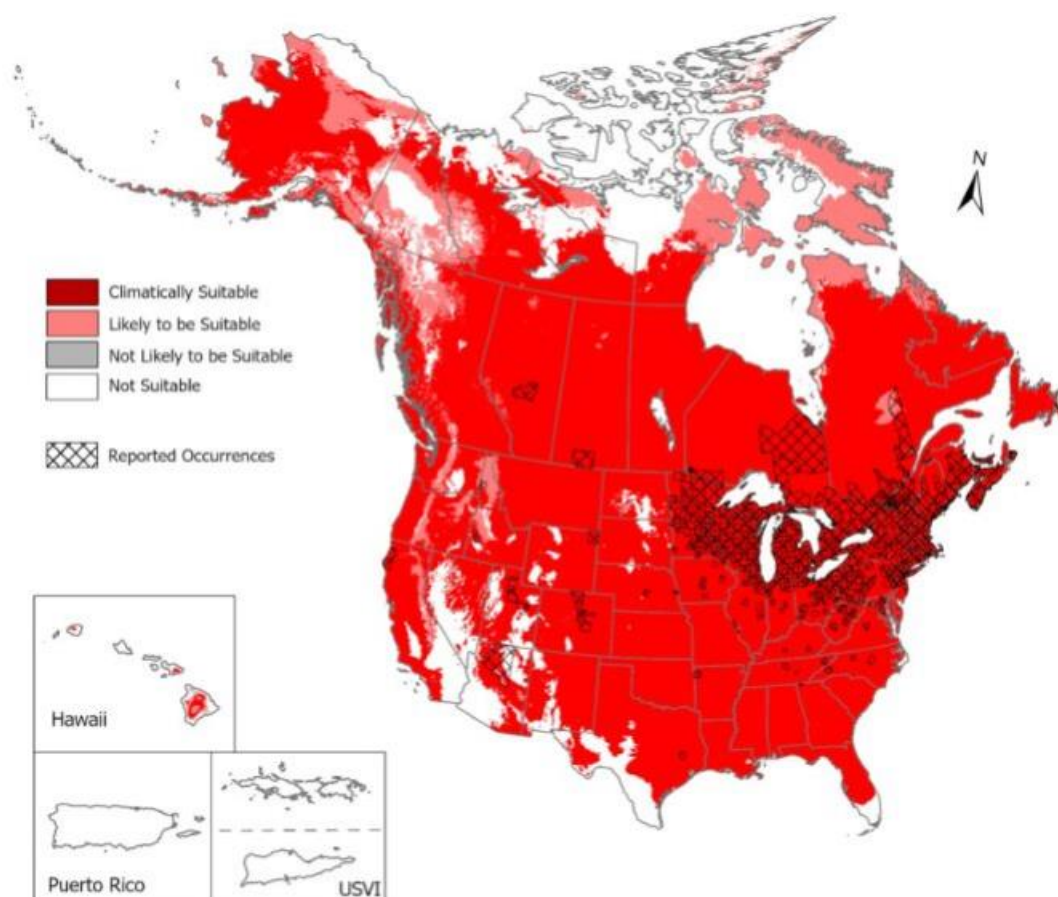 N
Climatically Suitable
Likely to be Suitable
Not Likely to be Suitable
Not Suitable
Reported Occurrences
Hawaii
Puerto Rico
USVI